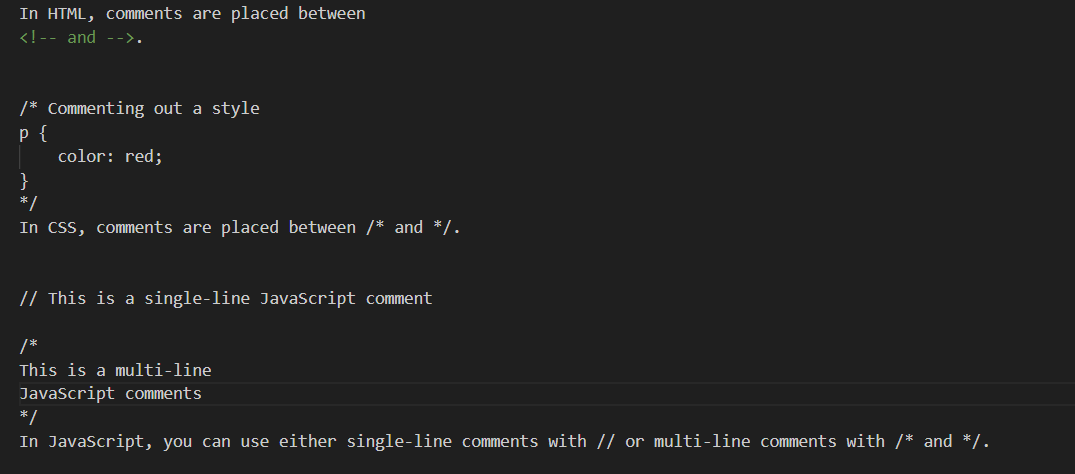 In HTML, comments are placed between
<!-- and -->.
/* Commenting out a style
p {
    color: red;
}
*/
In CSS, comments are placed between /* and */.
// This is a single-line JavaScript comment
/*
This is a multi-line
JavaScript comments
*/
In JavaScript, you can use either single-line comments with // or multi-line comments with /* and */.